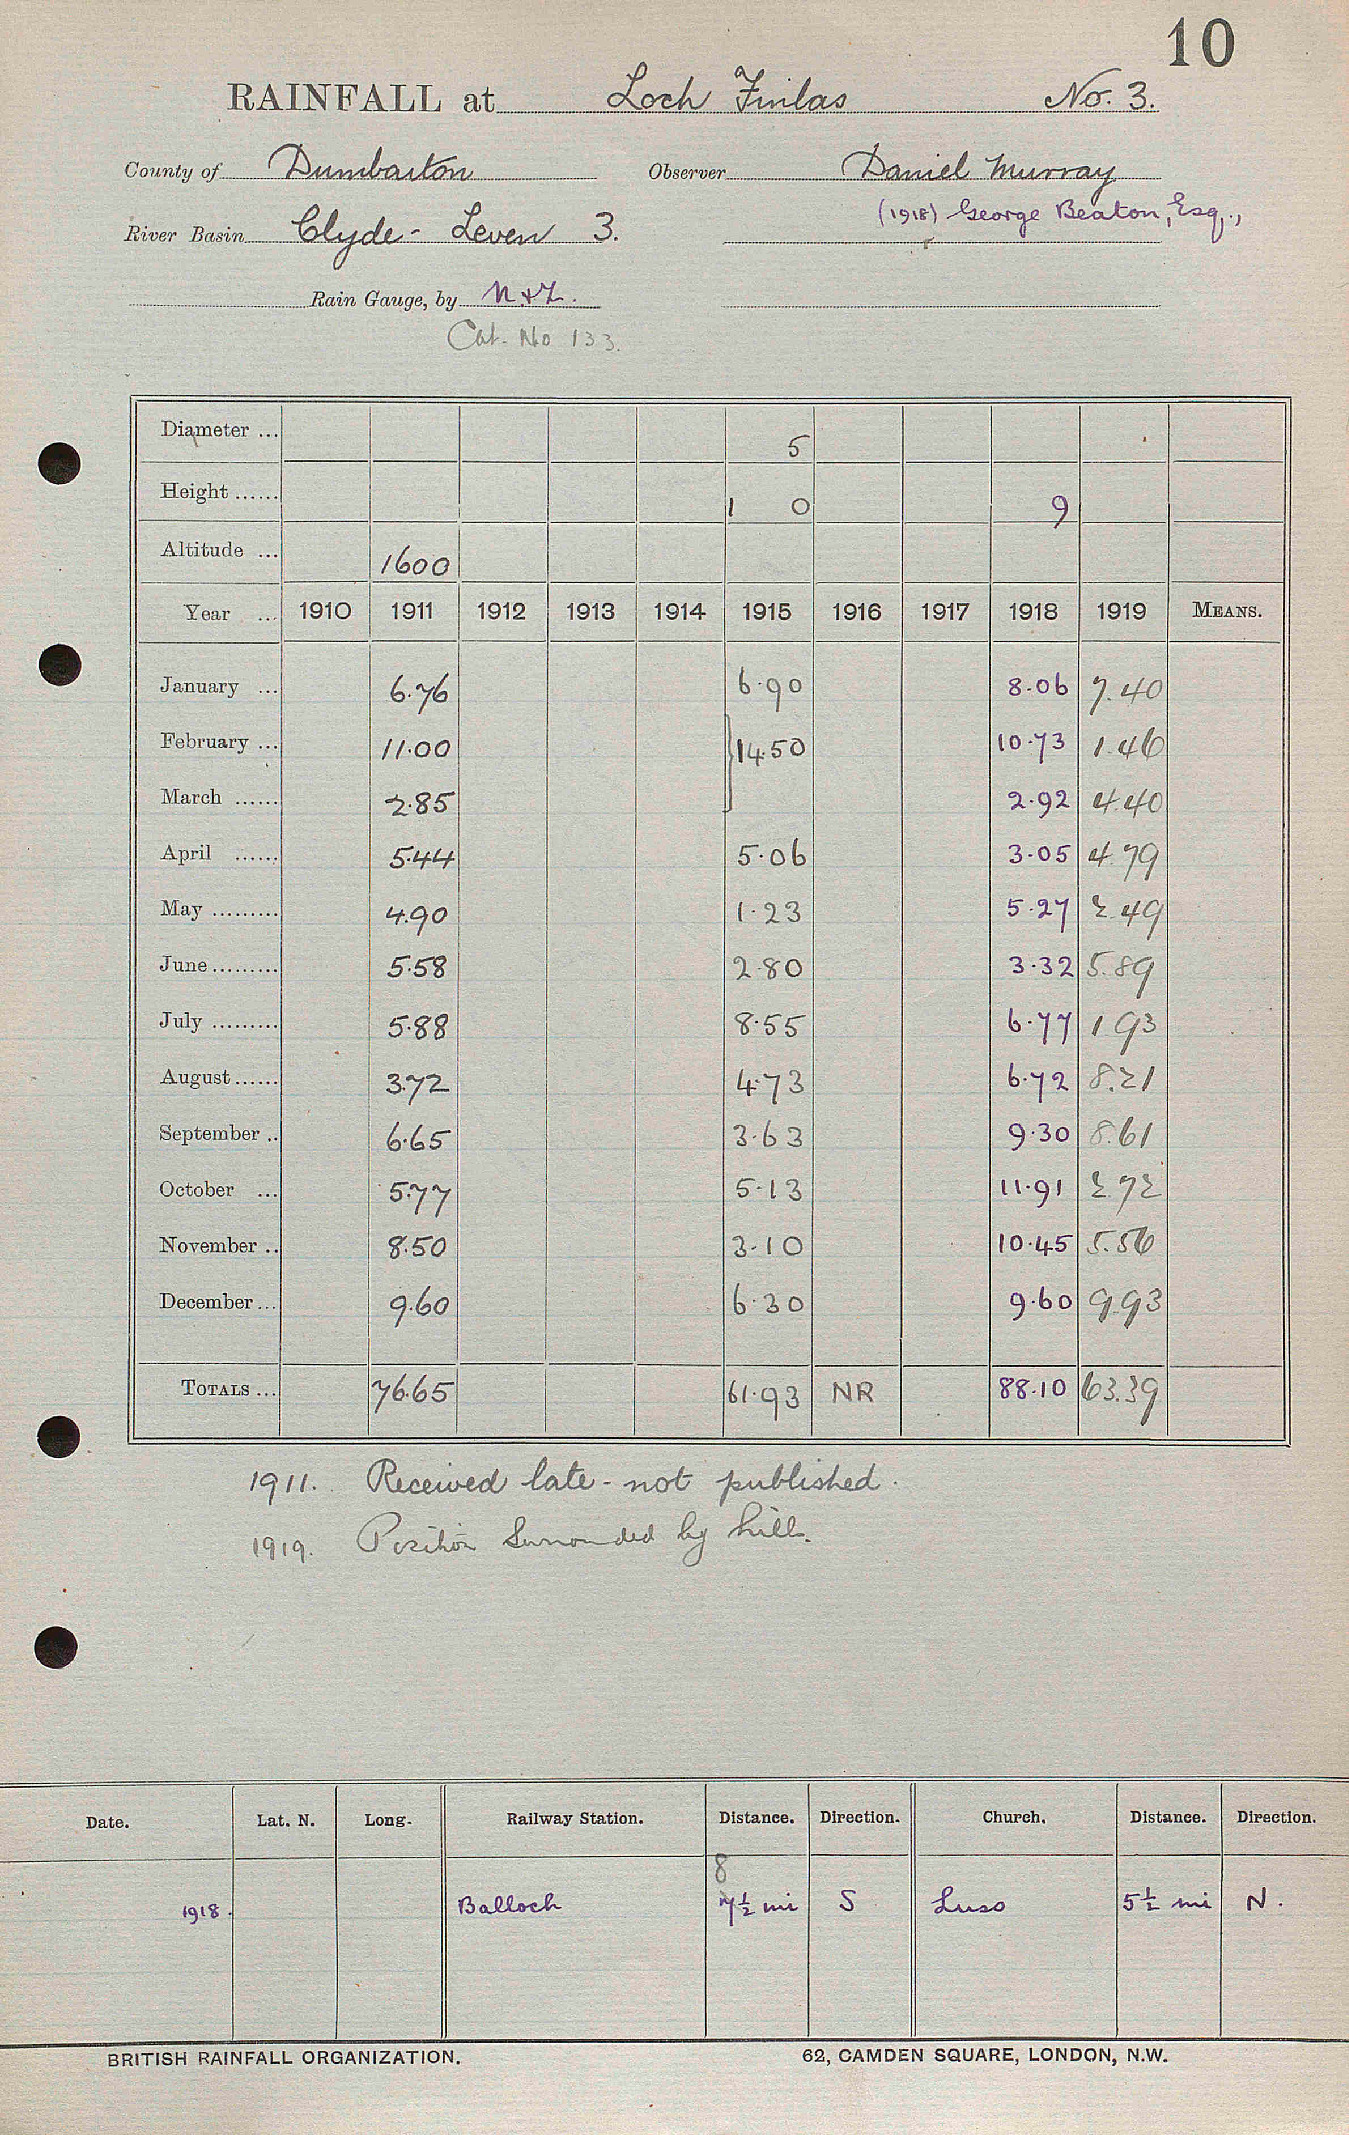 10
RAINFALL at Loch Finlas No. 3.
County of Dumbarton Observer Daniel Murray
(1918) George Beaton, Esq.,
River Basin Clyde - Leven 3.
Rain Gauge, by N & Z.
Cat. No 133.
Diameter ... 5
Height ...... 1 0 9
Altitude ... 1600
Year ... 1910 1911 1912 1913 1914 1915 1916 1917 1918 1919 MEANS.
January ... 6.76 6.90 8.06 7.40
February ... 11.00 }14.50 10.73 1.46
March ...... 2.85 2.92 4.40
April ...... 5.44 5.06 3.05 4.79
May ......... 4.90 1.23 5.27 2.49
June ......... 5.58 2.80 3.32 5.89
July ......... 5.88 8.55 6.77 1.93
August ...... 3.72 4.73 6.72 8.21
September .. 6.65 3.63 9.30 8.61
October ... 5.77 5.13 11.91 2.72
November .. 8.50 3.10 10.45 5.56
December ... 9.60 6.30 9.60 9.93
TOTALS ... 76.65 61.93 NR 88.10 63.39
1911. Received late - not published.
1919. Position Surrounded by hills.
Date. Lat. N. Long. Railway Station. Distance. Direction. Church. Distance. Direction.
8
1918. Balloch 7½ mi S Luss 5½ mi N.
BRITISH RAINFALL ORGANIZATION. 62, CAMDEN SQUARE, LONDON, N.W.